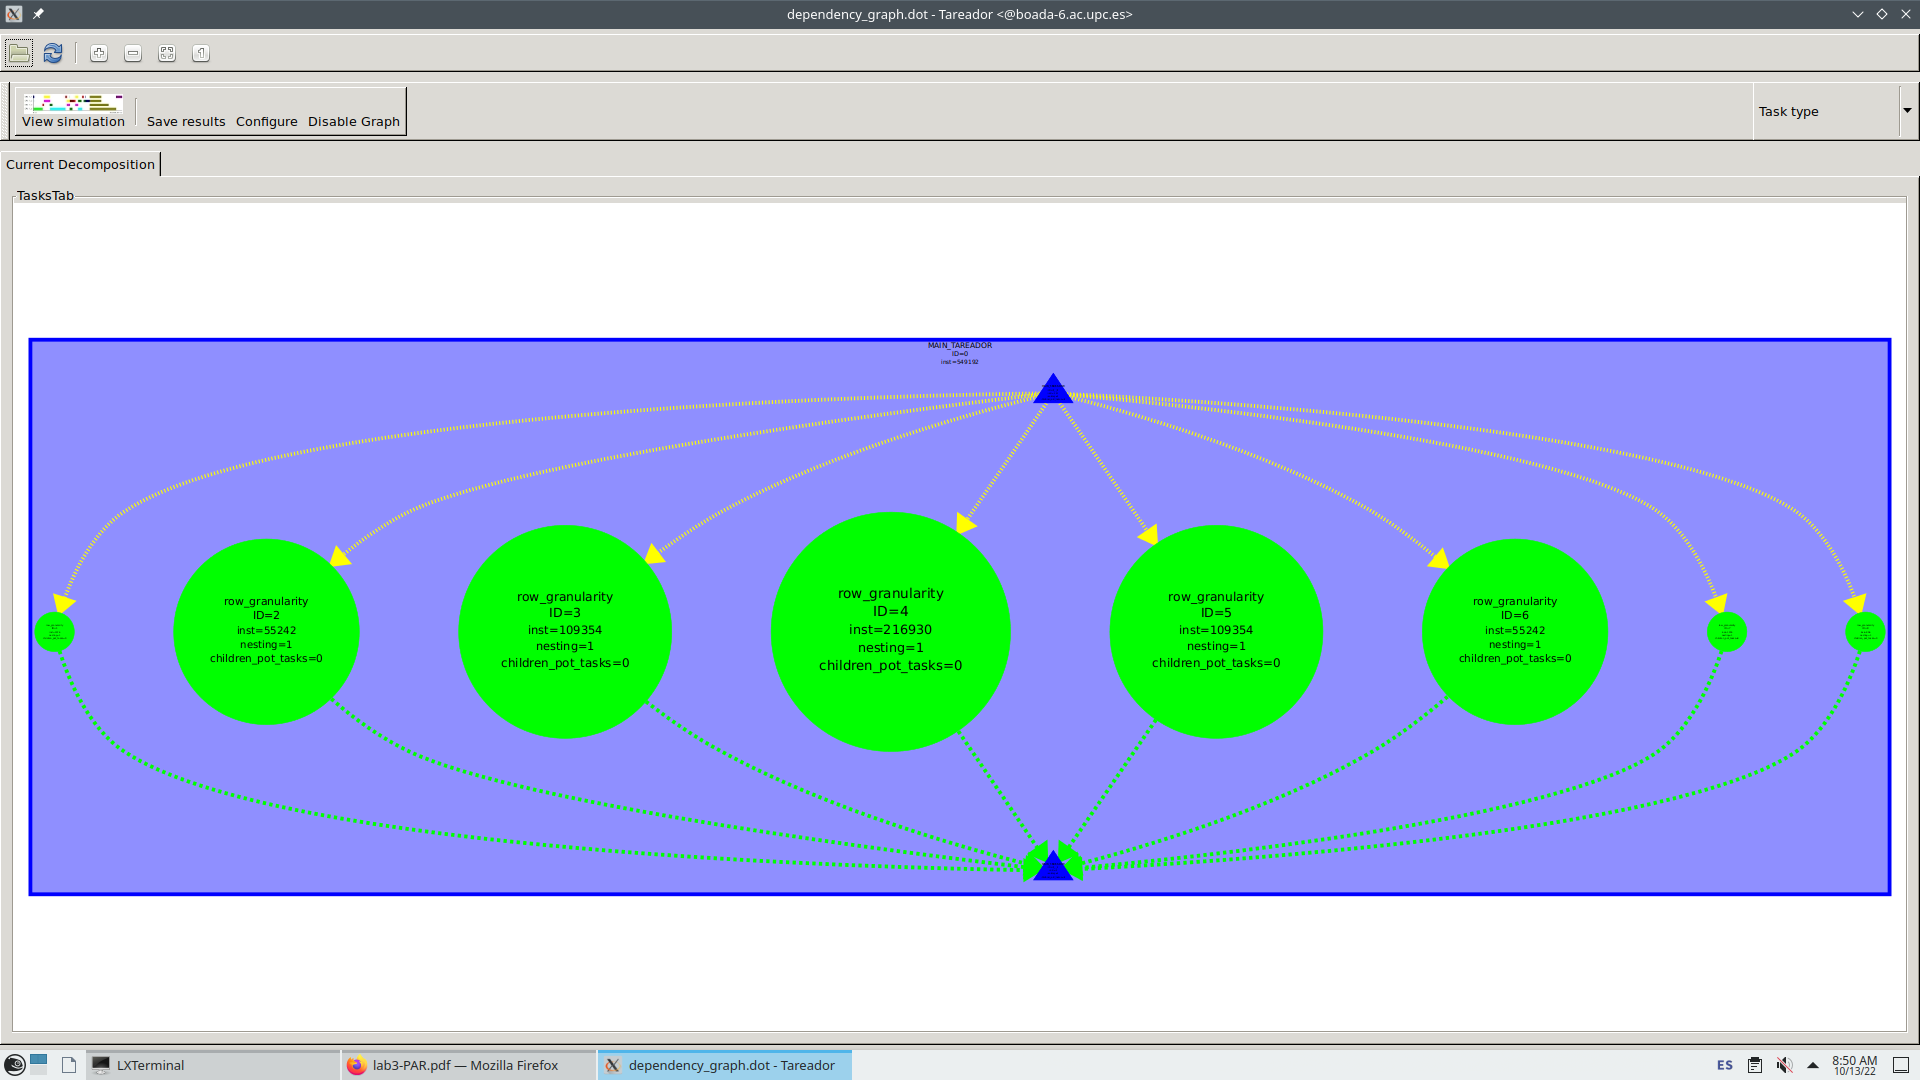 dependency_graph.dot - Tareador <@boada-6.ac.upc.es>
View simulation
Save results
Configure
Disable Graph
Task type
Current Decomposition
TasksTab
MAIN_TAREADOR
ID=0
inst=549192
row_granularity
ID=2
inst=55242
nesting=1
children_pot_tasks=0
row_granularity
ID=3
inst=109354
nesting=1
children_pot_tasks=0
row_granularity
ID=4
inst=216930
nesting=1
children_pot_tasks=0
row_granularity
ID=5
inst=109354
nesting=1
children_pot_tasks=0
row_granularity
ID=6
inst=55242
nesting=1
children_pot_tasks=0
LXTerminal
lab3-PAR.pdf — Mozilla Firefox
dependency_graph.dot - Tareador
ES
8:50 AM
10/13/22